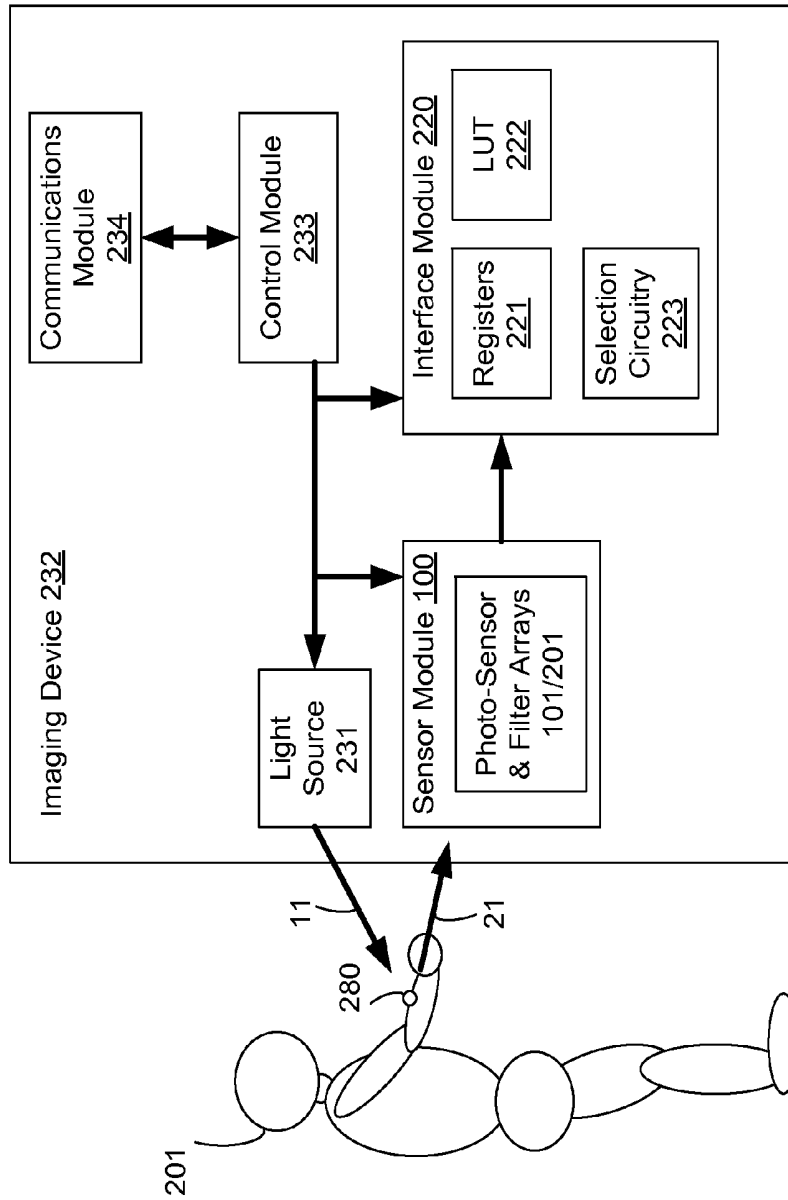 Imaging Device 232
Communications
Module
234
Control Module
233
Light
Source
231
Sensor Module 100
Photo-Sensor
& Filter Arrays
101/201
Interface Module 220
Registers
221
LUT
222
Selection
Circuitry
223
201
280
11
21